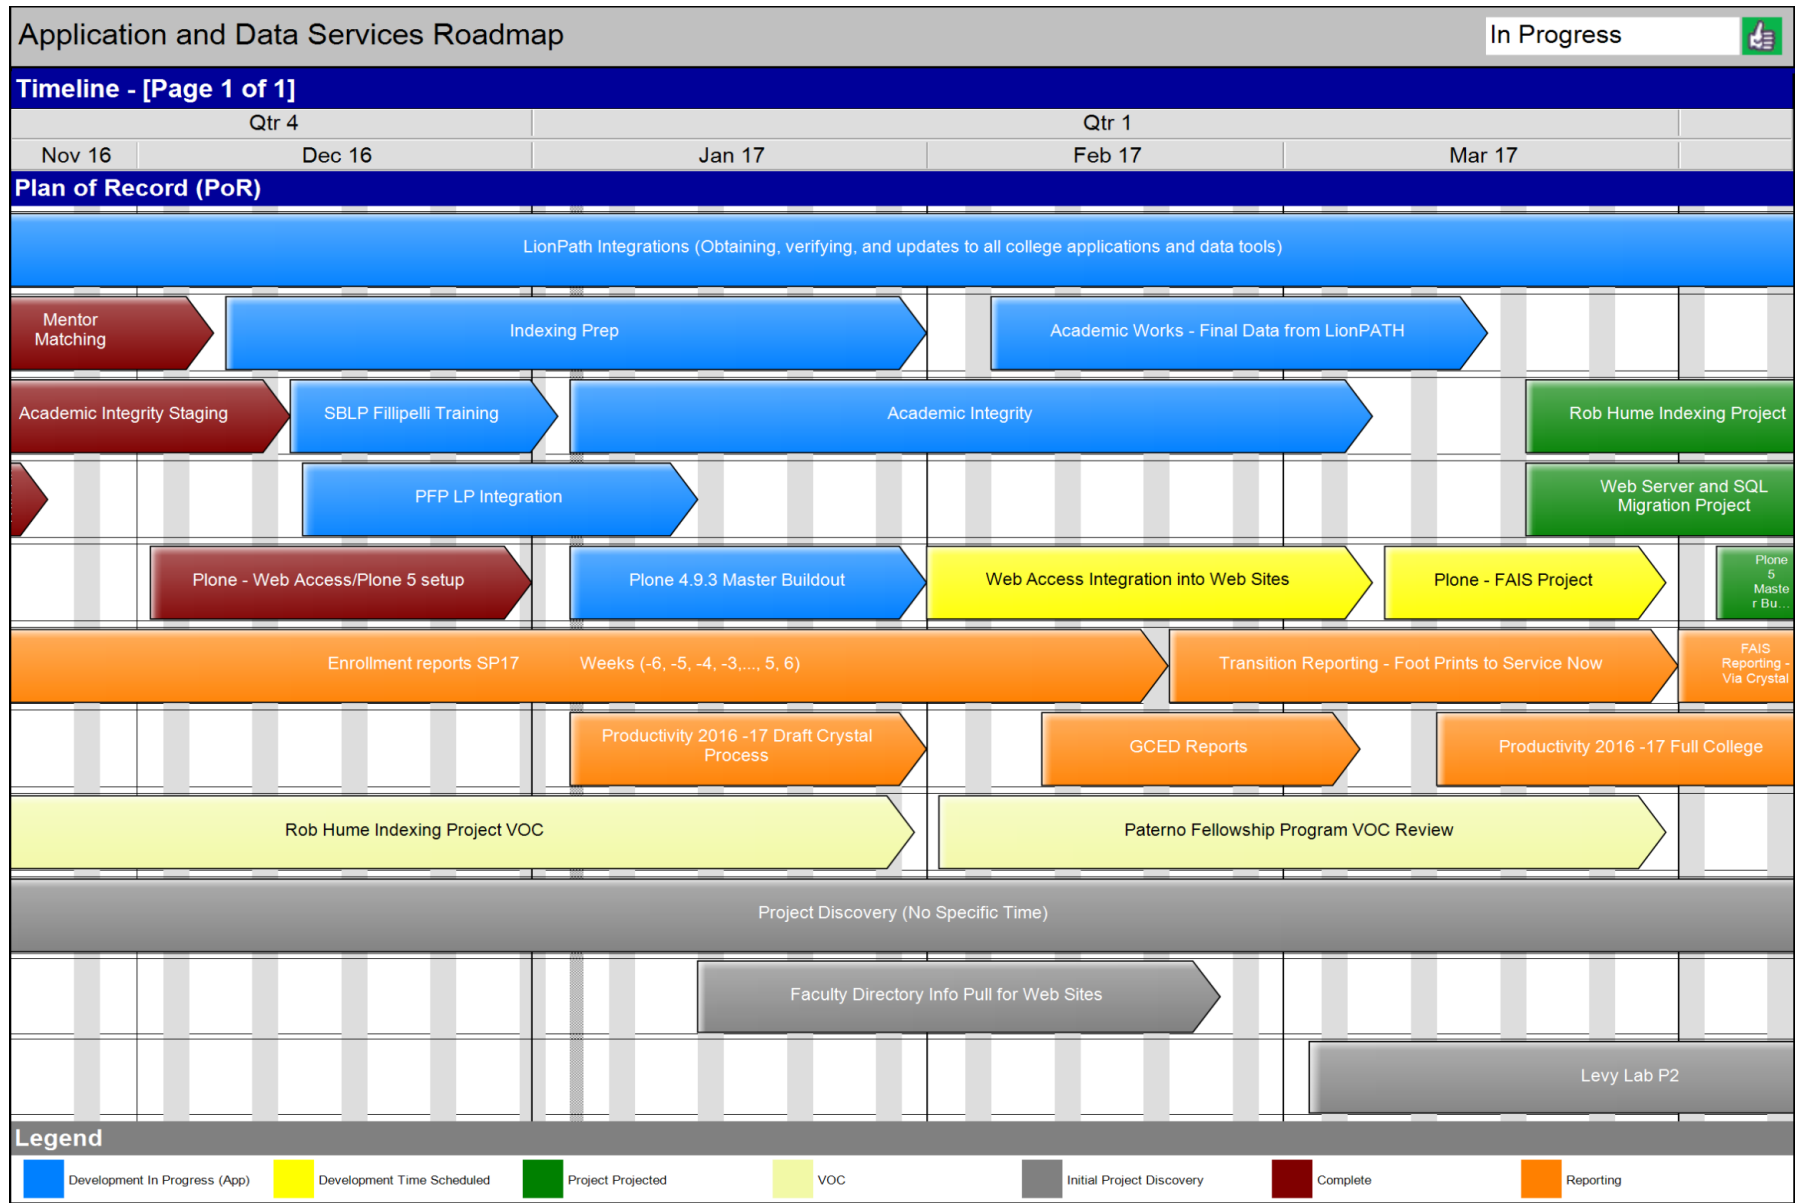 Application and Data Services Roadmap
In Progress
Timeline - [Page 1 of 1]
Qtr 4
Qtr 1
Nov 16
Dec 16
Jan 17
Feb 17
Mar 17
Plan of Record (PoR)
LionPath Integrations (Obtaining, verifying, and updates to all college applications and data tools)
Mentor
Matching
Indexing Prep
Academic Works - Final Data from LionPATH
Academic Integrity Staging
SBLP Fillipelli Training
Academic Integrity
Rob Hume Indexing Project
PFP LP Integration
Web Server and SQL
Migration Project
Plone - Web Access/Plone 5 setup
Plone 4.9.3 Master Buildout
Web Access Integration into Web Sites
Plone - FAIS Project
Plone
5
Maste
r Bu...
Enrollment reports SP17 Weeks (-6, -5, -4, -3,..., 5, 6)
Transition Reporting - Foot Prints to Service Now
FAIS
Reporting -
Via Crystal
Productivity 2016 -17 Draft Crystal
Process
GCED Reports
Productivity 2016 -17 Full College
Rob Hume Indexing Project VOC
Paterno Fellowship Program VOC Review
Project Discovery (No Specific Time)
Faculty Directory Info Pull for Web Sites
Levy Lab P2
Legend
Development In Progress (App)
Development Time Scheduled
Project Projected
VOC
Initial Project Discovery
Complete
Reporting